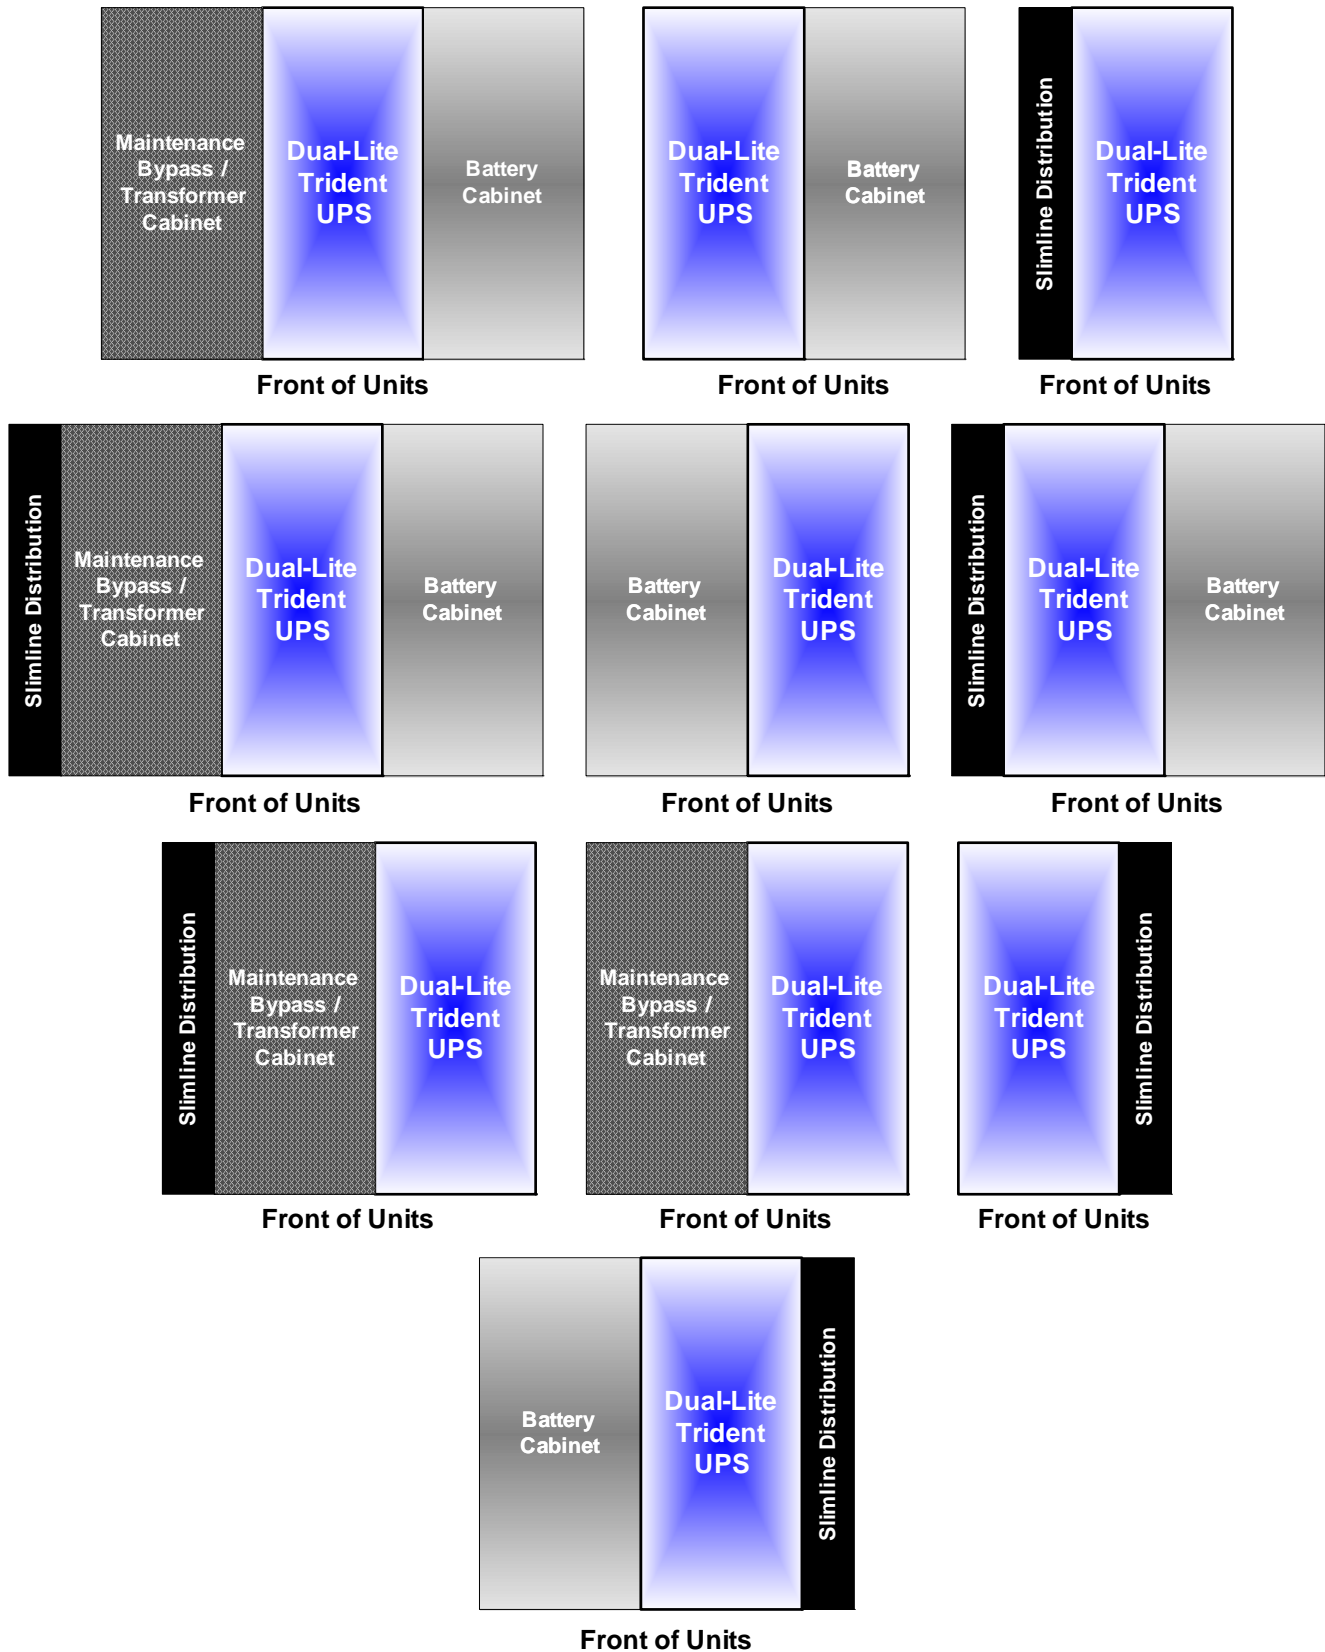 Maintenance
Bypass /
Transformer
Cabinet
Dual-Lite
Trident
UPS
Battery
Cabinet
Front of Units
Dual-Lite
Trident
UPS
Battery
Cabinet
Front of Units
Slimline Distribution
Dual-Lite
Trident
UPS
Front of Units
Slimline Distribution
Maintenance
Bypass /
Transformer
Cabinet
Dual-Lite
Trident
UPS
Battery
Cabinet
Front of Units
Battery
Cabinet
Dual-Lite
Trident
UPS
Front of Units
Slimline Distribution
Dual-Lite
Trident
UPS
Battery
Cabinet
Front of Units
Slimline Distribution
Maintenance
Bypass /
Transformer
Cabinet
Dual-Lite
Trident
UPS
Front of Units
Maintenance
Bypass /
Transformer
Cabinet
Dual-Lite
Trident
UPS
Front of Units
Dual-Lite
Trident
UPS
Slimline Distribution
Front of Units
Battery
Cabinet
Dual-Lite
Trident
UPS
Slimline Distribution
Front of Units